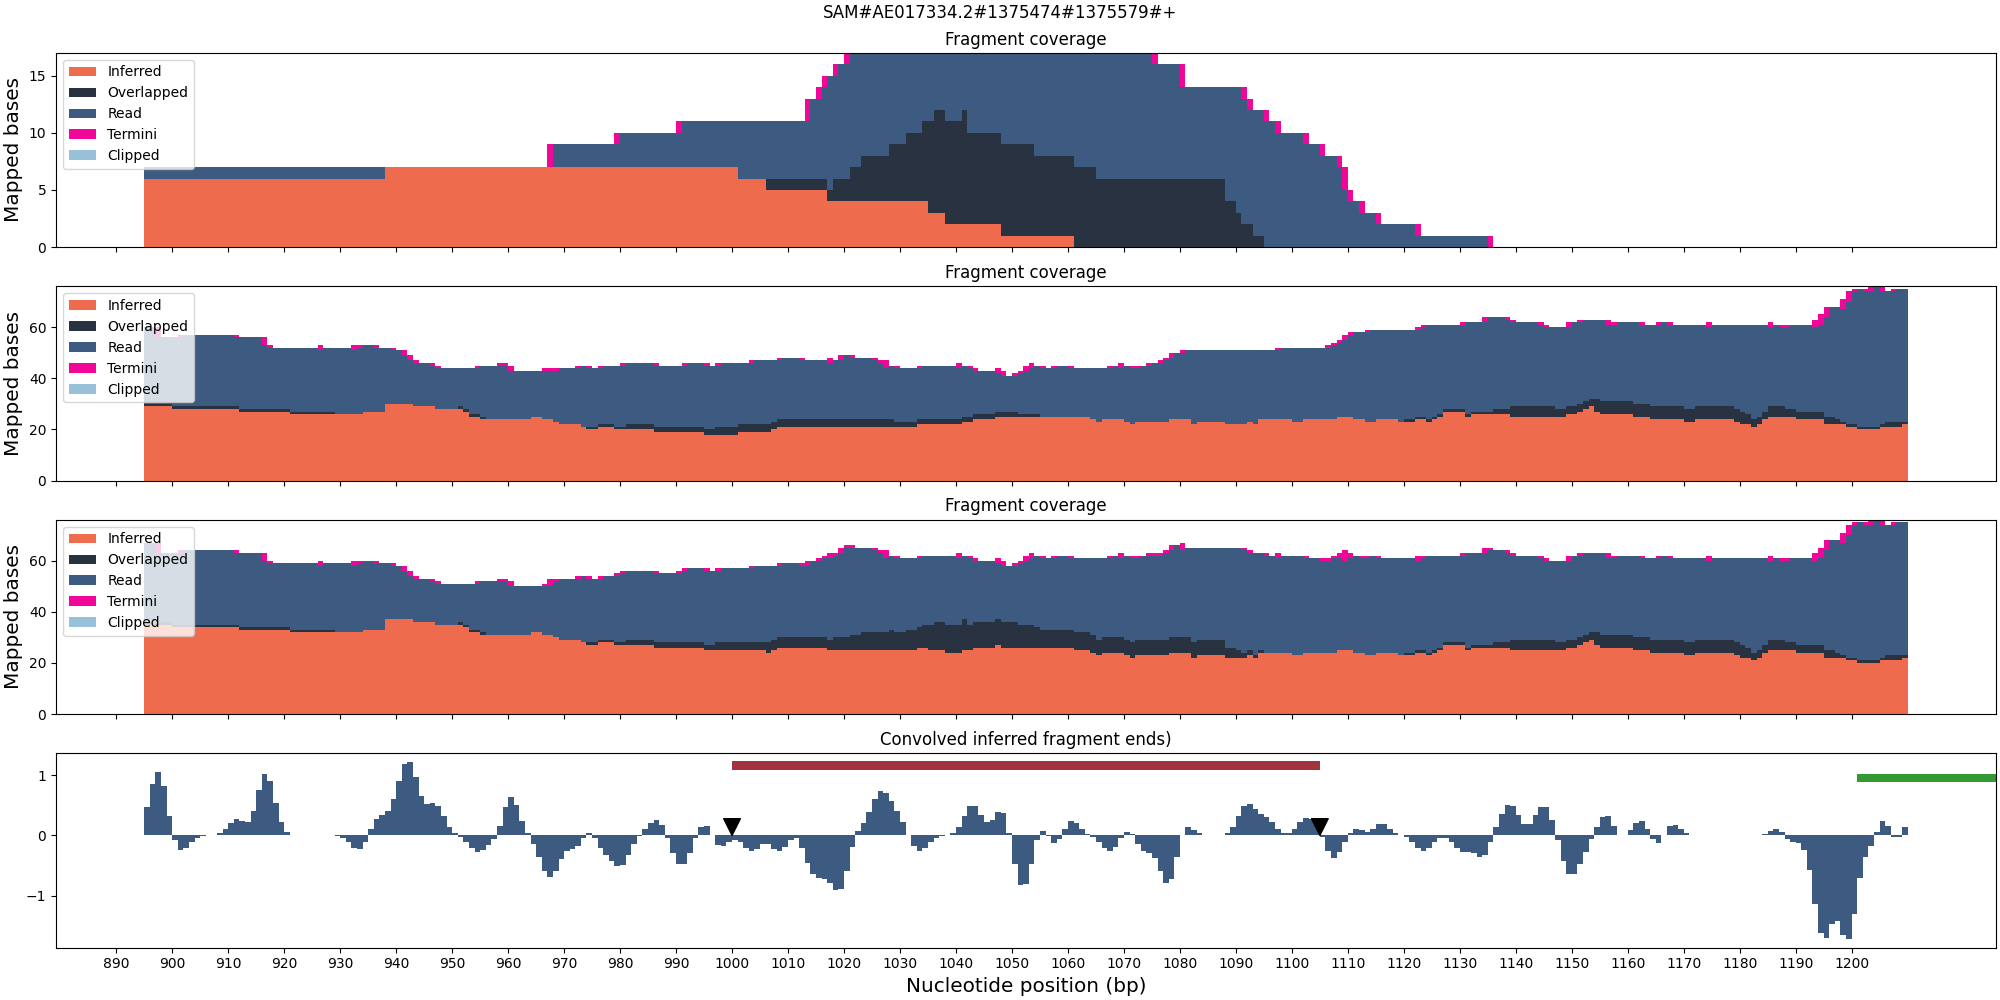 SAM#AE017334.2#1375474#1375579#+
Fragment coverage
Mapped bases
15
10
5
0
Inferred
Overlapped
Read
Termini
Clipped
Fragment coverage
Mapped bases
60
40
20
0
Inferred
Overlapped
Read
Termini
Clipped
Fragment coverage
Mapped bases
60
40
20
0
Inferred
Overlapped
Read
Termini
Clipped
Convolved inferred fragment ends)
1
0
−1
890 900 910 920 930 940 950 960 970 980 990 1000 1010 1020 1030 1040 1050 1060 1070 1080 1090 1100 1110 1120 1130 1140 1150 1160 1170 1180 1190 1200
Nucleotide position (bp)